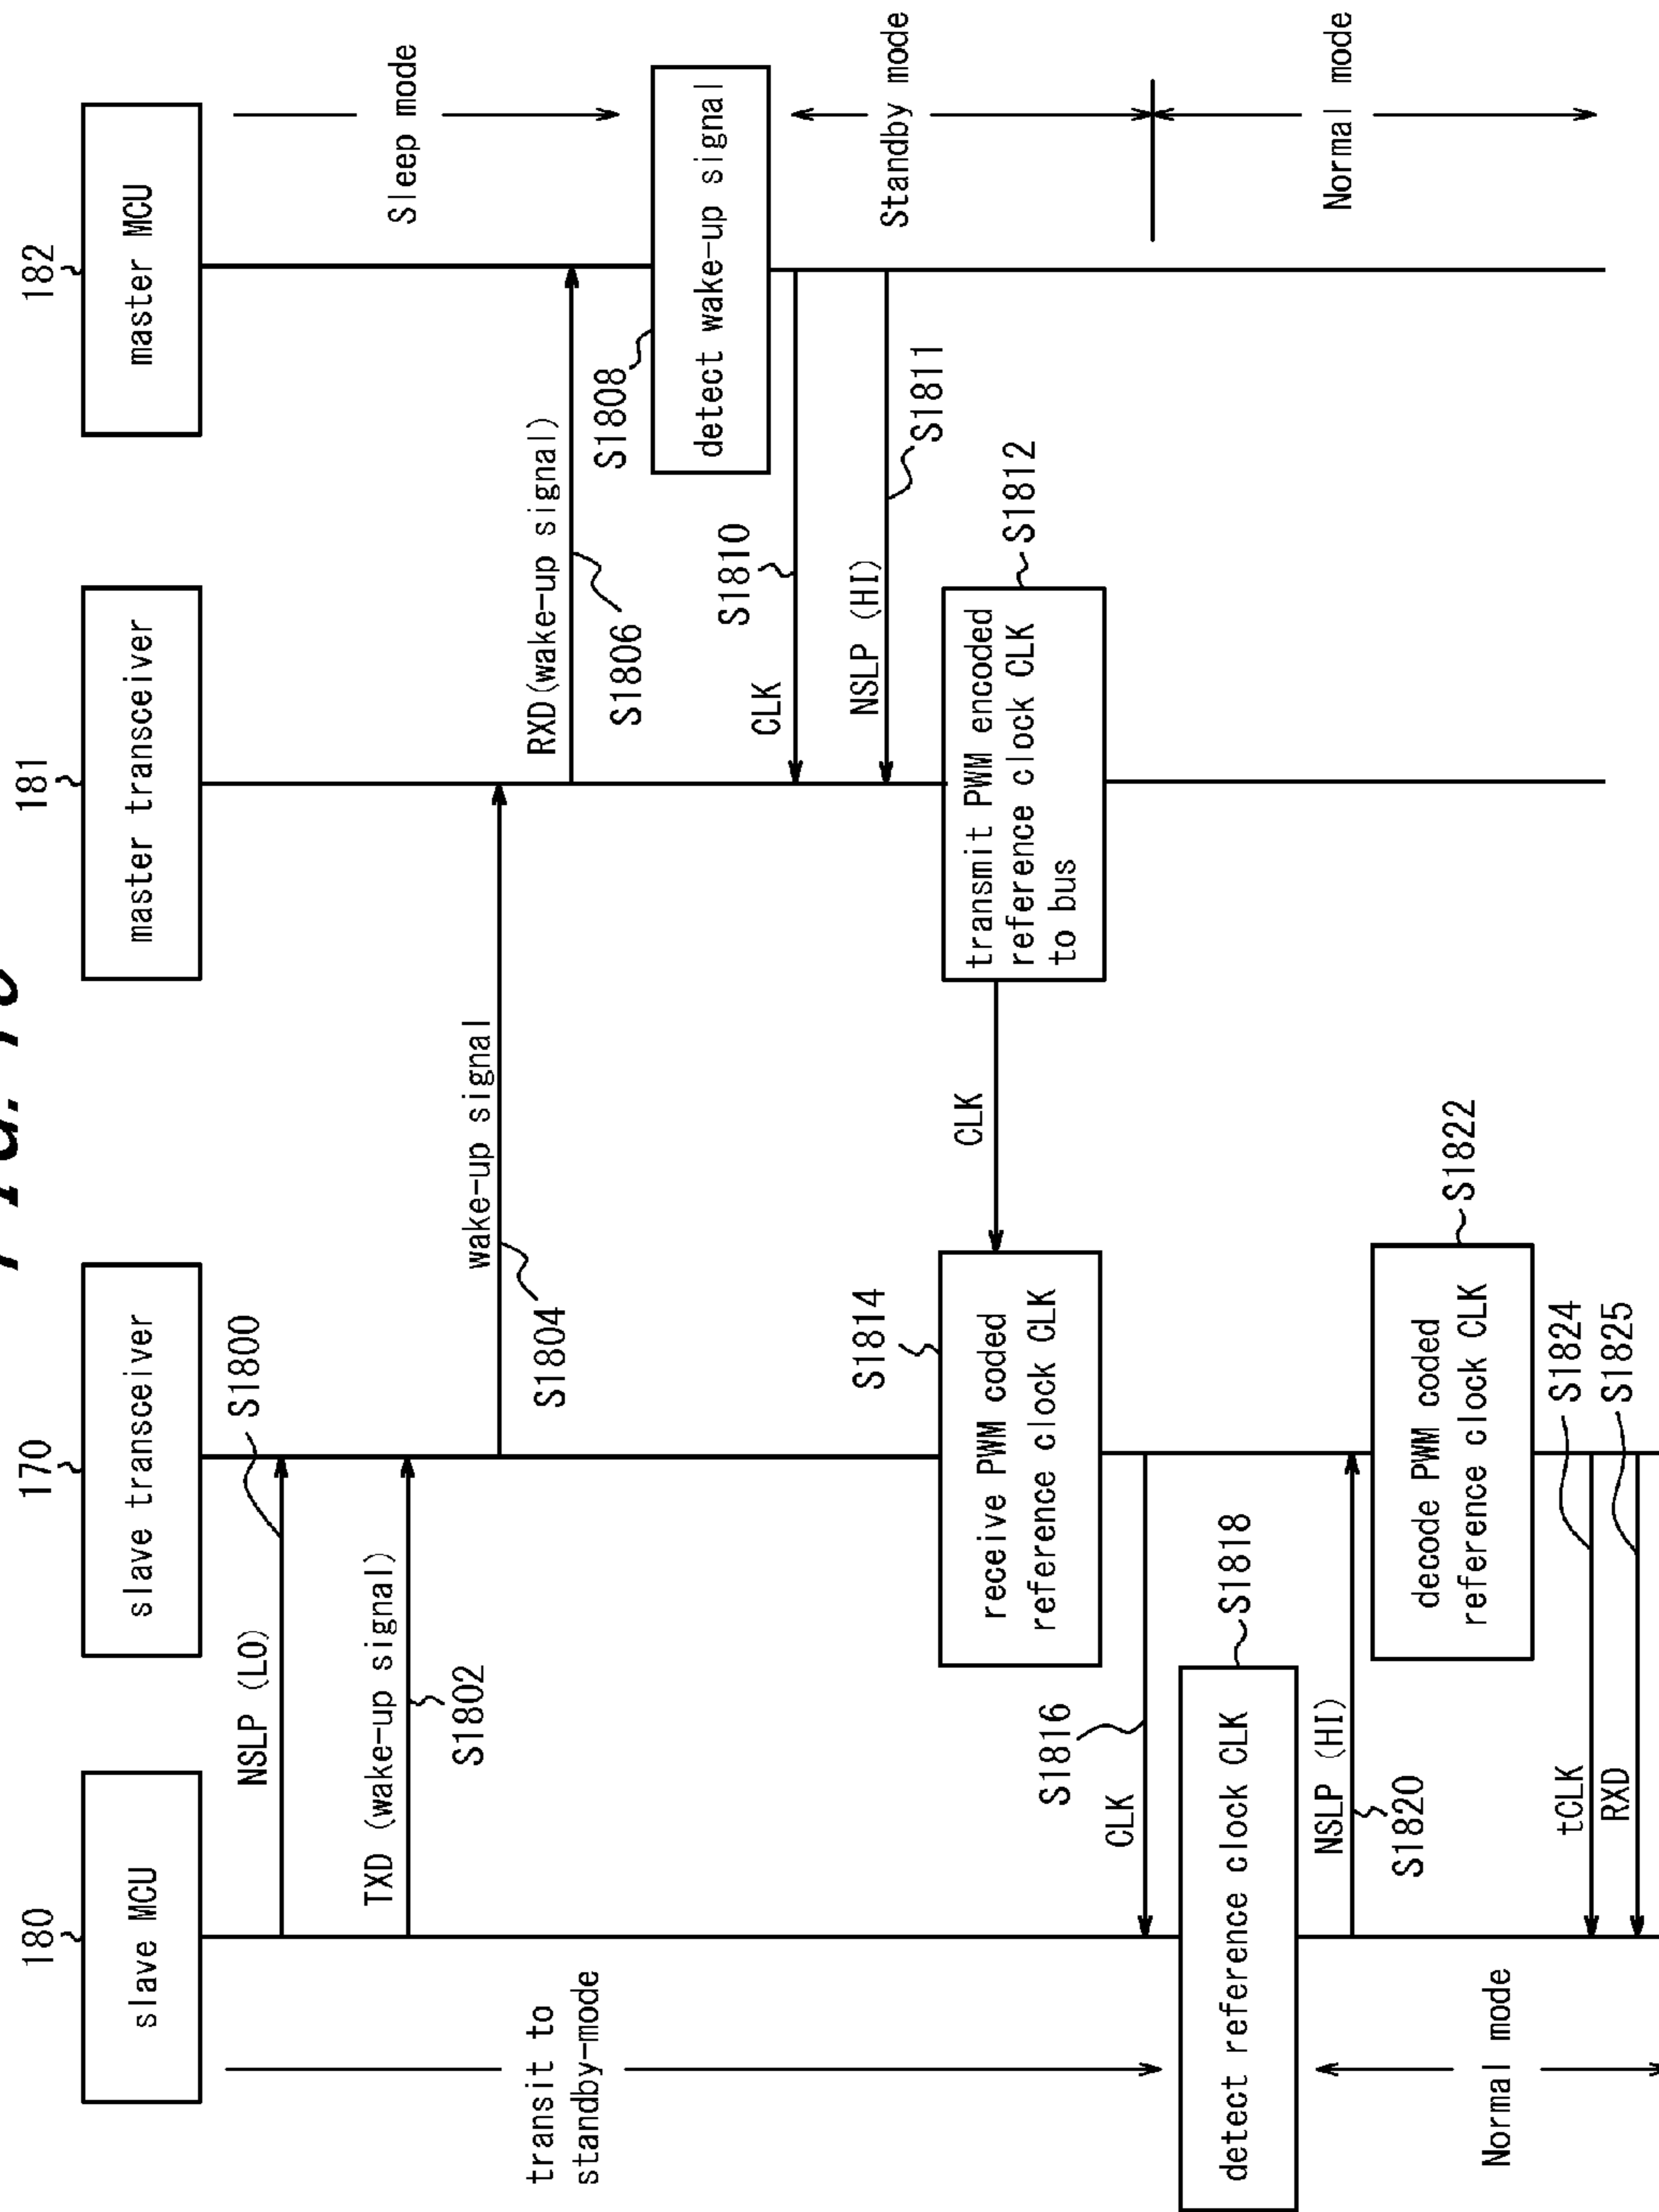 180
170
181
182
slave MCU
slave transceiver
master transceiver
master MCU
NSLP (LO)
S1800
TXD (wake-up signal)
S1802
wake-up signal
S1804
RXD(wake-up signal)
S1806
Sleep mode
S1808
detect wake-up signal
CLK
S1810
NSLP (HI)
S1811
Standby mode
transit to
standby-mode
transmit PWM encoded
reference clock CLK
to bus
S1812
CLK
S1814
receive PWM coded
reference clock CLK
CLK
S1816
detect reference clock CLK
S1818
NSLP (HI)
S1820
decode PWM coded
reference clock CLK
S1822
tCLK
S1824
RXD
S1825
Normal mode
Normal mode